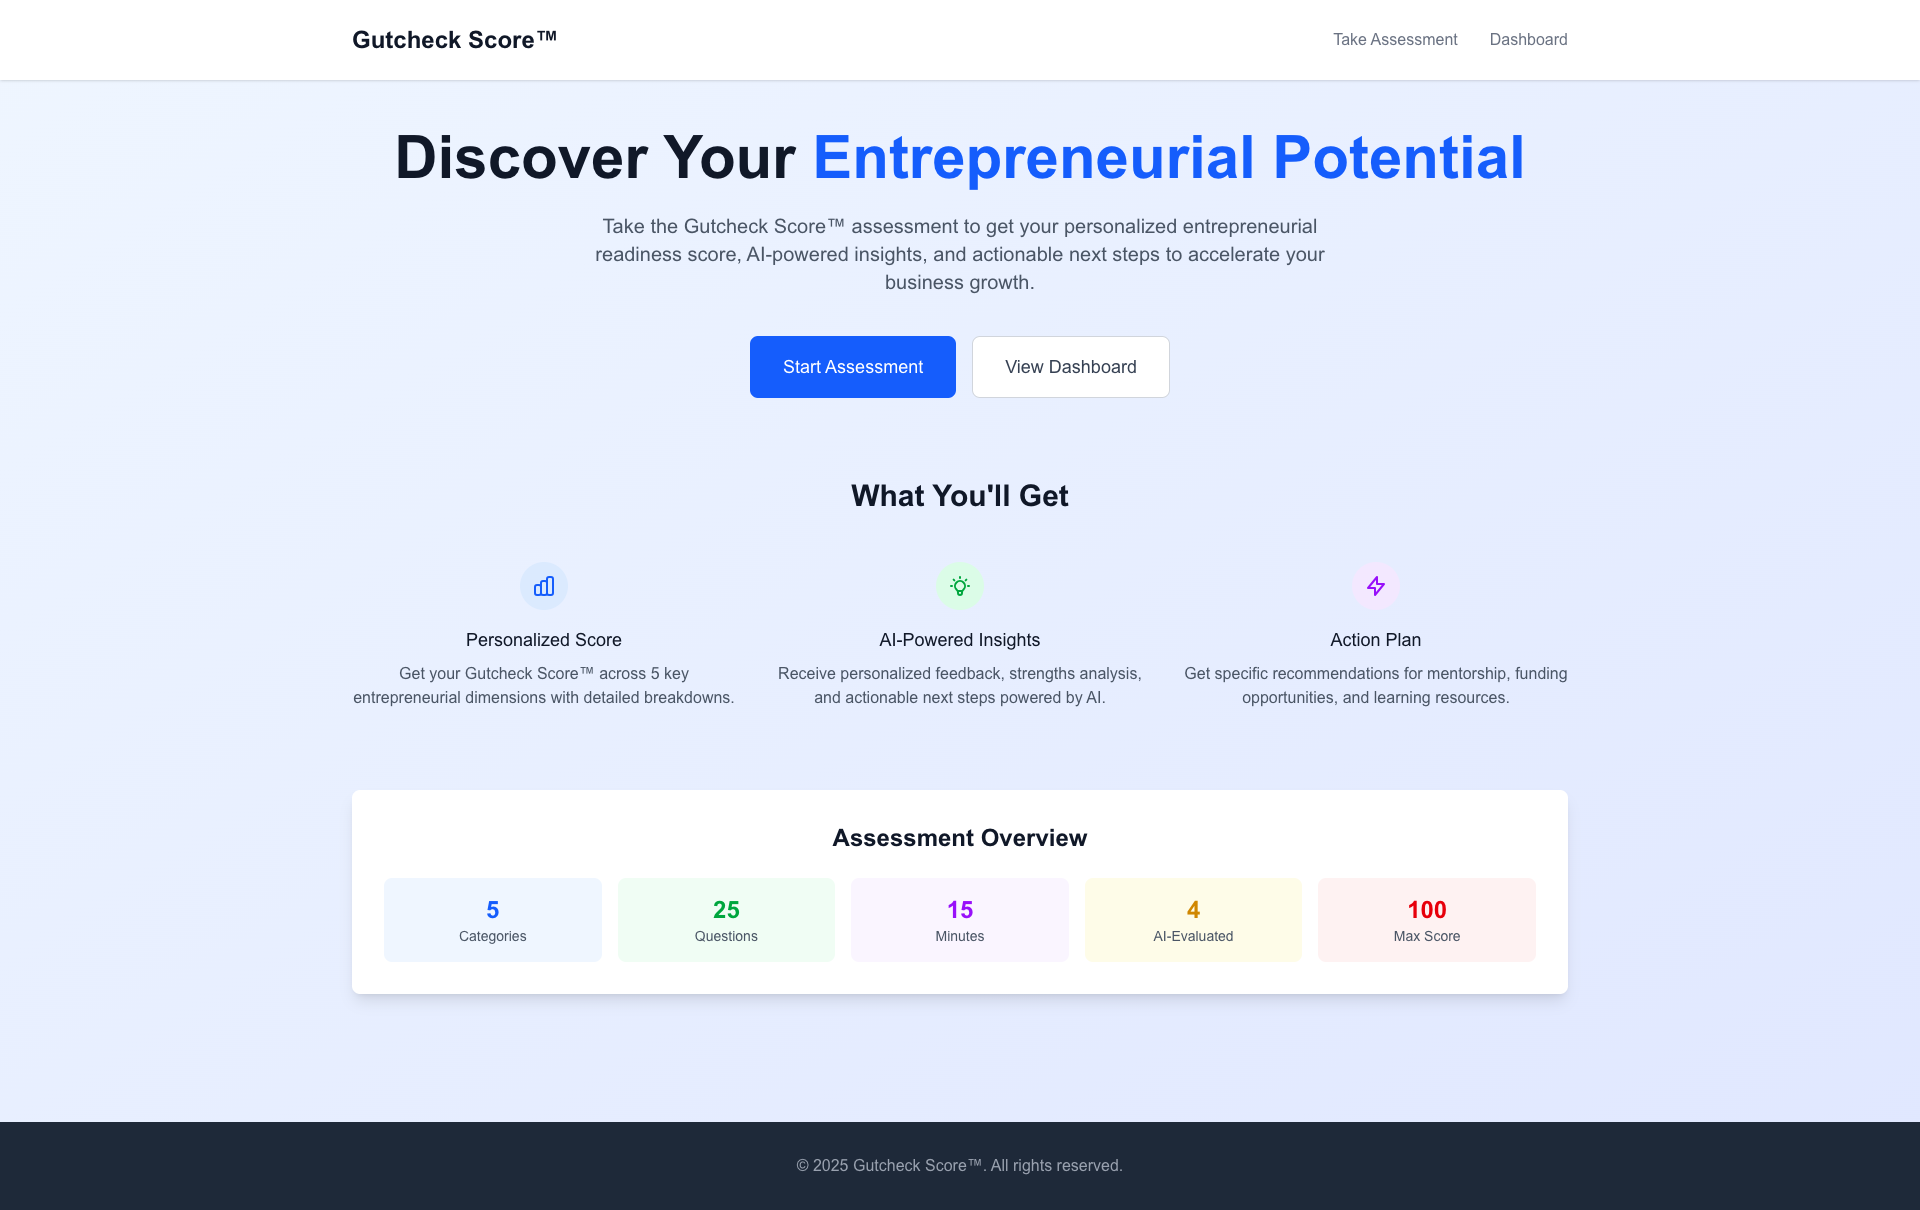 Gutcheck Score™
Take Assessment
Dashboard
Discover Your Entrepreneurial Potential
Take the Gutcheck Score™ assessment to get your personalized entrepreneurial
readiness score, AI-powered insights, and actionable next steps to accelerate your
business growth.
Start Assessment
View Dashboard
What You'll Get
Personalized Score
Get your Gutcheck Score™ across 5 key
entrepreneurial dimensions with detailed breakdowns.
AI-Powered Insights
Receive personalized feedback, strengths analysis,
and actionable next steps powered by AI.
Action Plan
Get specific recommendations for mentorship, funding
opportunities, and learning resources.
Assessment Overview
5
Categories
25
Questions
15
Minutes
4
AI-Evaluated
100
Max Score
© 2025 Gutcheck Score™. All rights reserved.